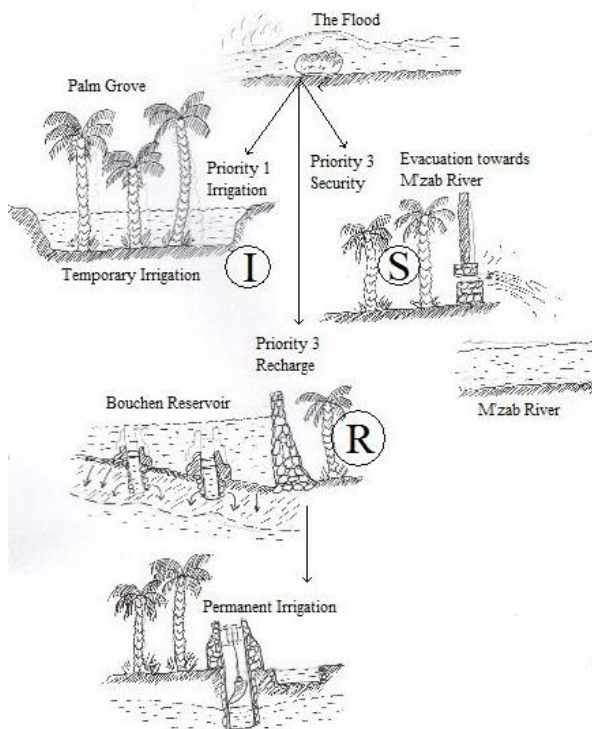 The Flood
Palm Grove
Priority 1
Irrigation
Priority 3
Security
Evacuation towards
M'zab River
Temporary Irrigation
I
S
Priority 3
Recharge
M'zab River
Bouchen Reservoir
R
Permanent Irrigation